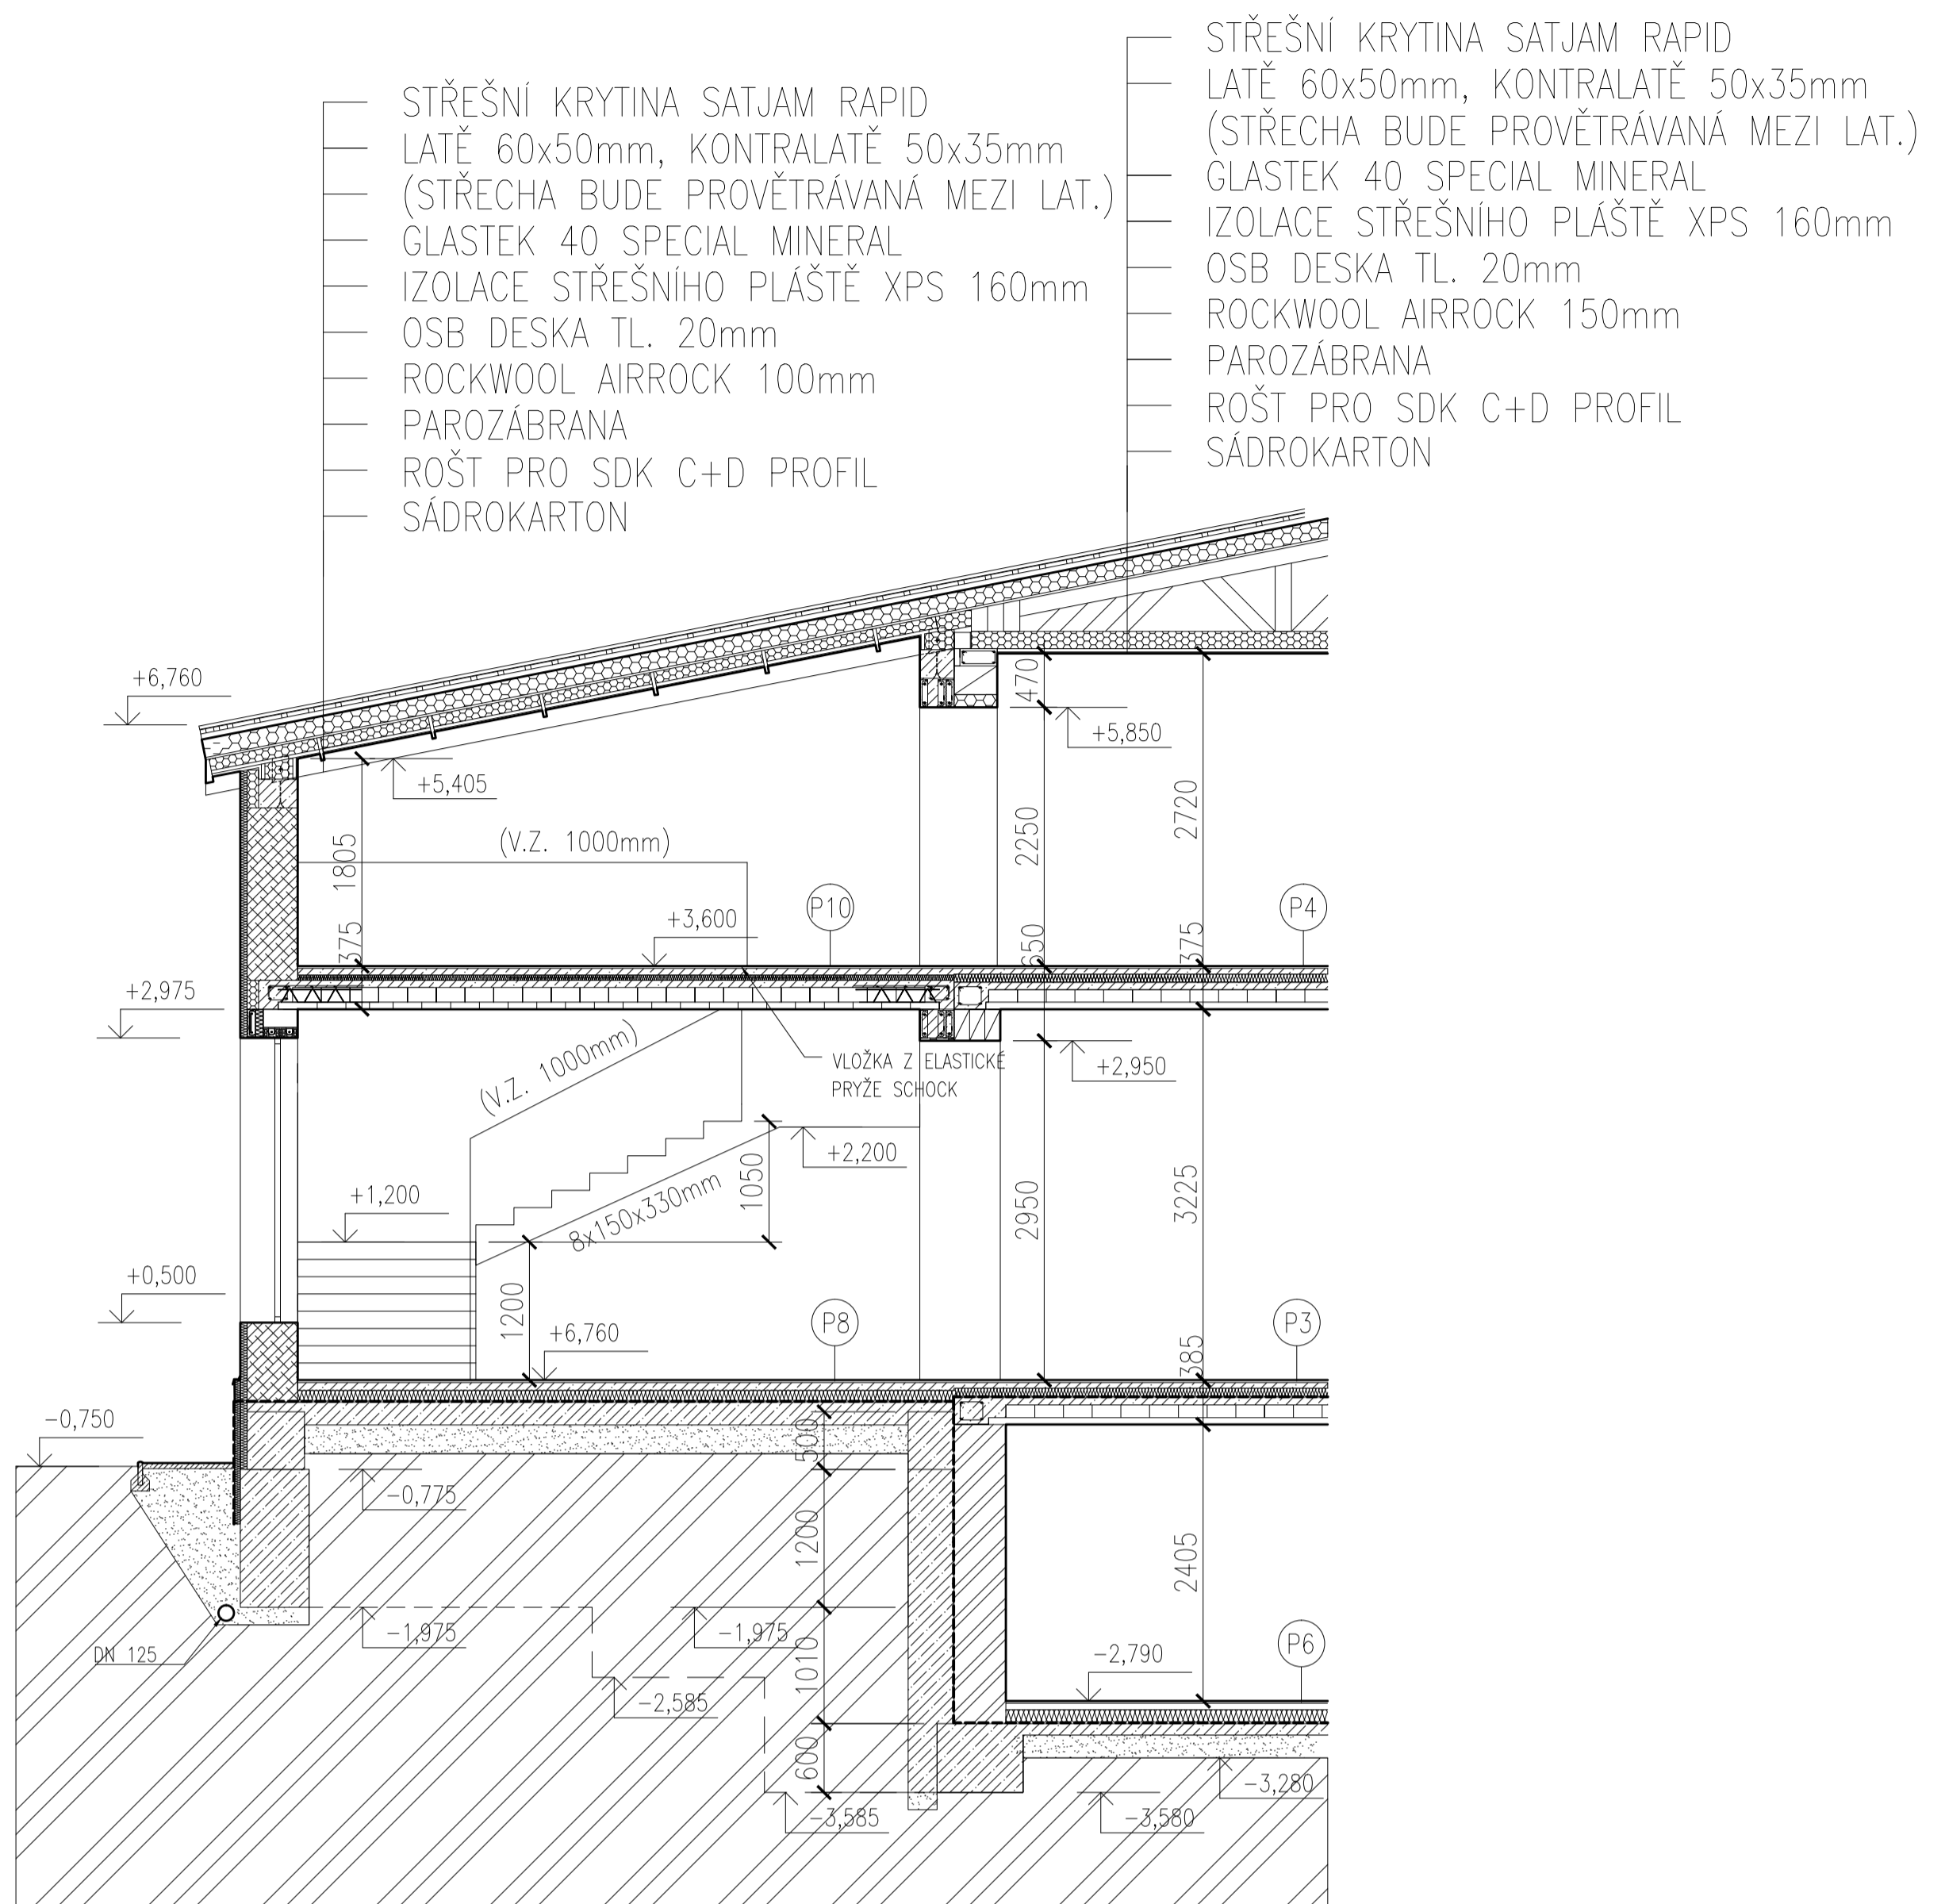 STŘEŠNÍ KRYTINA SATJAM RAPID
LATĚ 60x50mm, KONTRALATĚ 50x35mm
(STŘECHA BUDE PROVĚTRÁVANÁ MEZI LAT.)
GLASTEK 40 SPECIAL MINERAL
IZOLACE STŘEŠNÍHO PLÁŠTĚ XPS 160mm
OSB DESKA TL. 20mm
ROCKWOOL AIRROCK 100mm
PAROZÁBRANA
ROŠT PRO SDK C+D PROFIL
SÁDROKARTON
STŘEŠNÍ KRYTINA SATJAM RAPID
LATĚ 60x50mm, KONTRALATĚ 50x35mm
(STŘECHA BUDE PROVĚTRÁVANÁ MEZI LAT.)
GLASTEK 40 SPECIAL MINERAL
IZOLACE STŘEŠNÍHO PLÁŠTĚ XPS 160mm
OSB DESKA TL. 20mm
ROCKWOOL AIRROCK 150mm
PAROZÁBRANA
ROŠT PRO SDK C+D PROFIL
SÁDROKARTON
+6,760
470
+5,850
+5,405
1805
(V.Z. 1000mm)
2250
2720
375
+3,600
P10
650
375
P4
+2,975
(V.Z. 1000mm)
VLOŽKA Z ELASTICKÉ
PRYŽE SCHOCK
+2,950
+2,200
1050
+1,200
8x150x330mm
2950
3225
+0,500
1200
+6,760
P8
385
P3
-0,750
500
-0,775
1200
2405
-1,975
-1,975
DN 125
1010
-2,790
P6
-2,585
600
-3,280
-3,585
-3,580